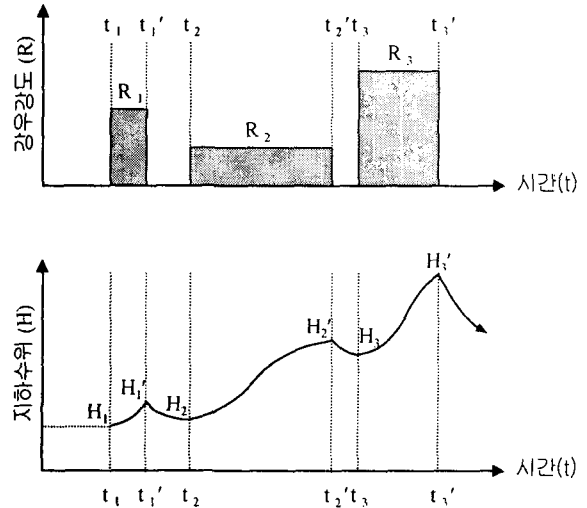 t₁ t₁′ t₂ t₂′ t₃ t₃′
강우강도 (R)
R₁
R₂
R₃
시간(t)
지하수위 (H)
H₁
H₁′
H₂
H₂′
H₃
H₃′
시간(t)
t₁ t₁′ t₂ t₂′ t₃ t₃′